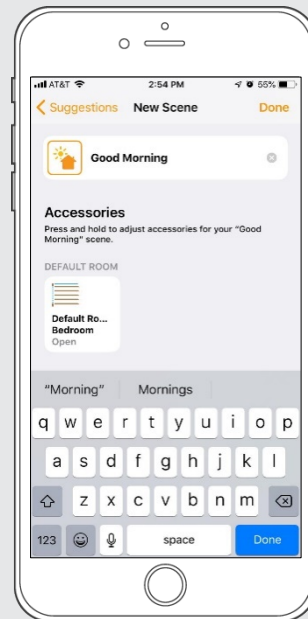 AT&T 2:54 PM 55%
Suggestions New Scene Done
Good Morning
Accessories
Press and hold to adjust accessories for your “Good
Morning” scene.
DEFAULT ROOM
Default Ro...
Bedroom
Open
“Morning” Mornings
q w e r t y u i o p
a s d f g h j k l
z x c v b n m
123 space Done